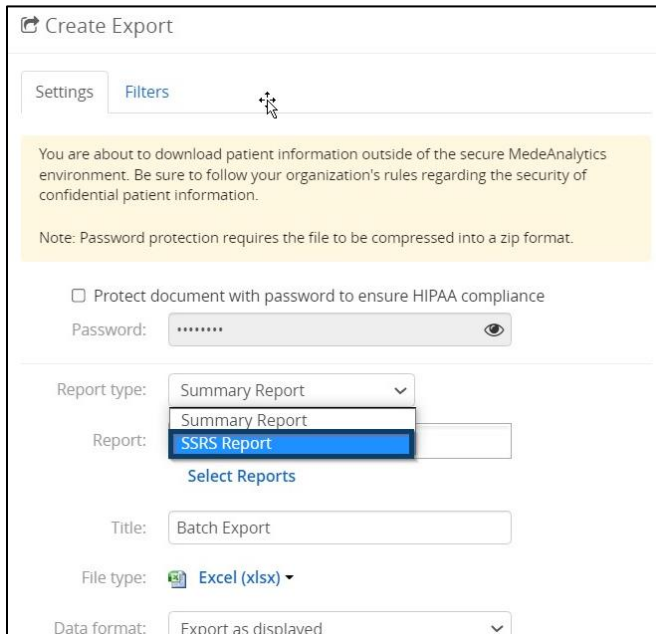 Create Export
Settings Filters
You are about to download patient information outside of the secure MedeAnalytics
environment. Be sure to follow your organization's rules regarding the security of
confidential patient information.
Note: Password protection requires the file to be compressed into a zip format.
Protect document with password to ensure HIPAA compliance
Password: ••••••••
Report type: Summary Report
Summary Report
Report: SSRS Report
Select Reports
Title: Batch Export
File type: Excel (xlsx)
Data format: Export as displayed